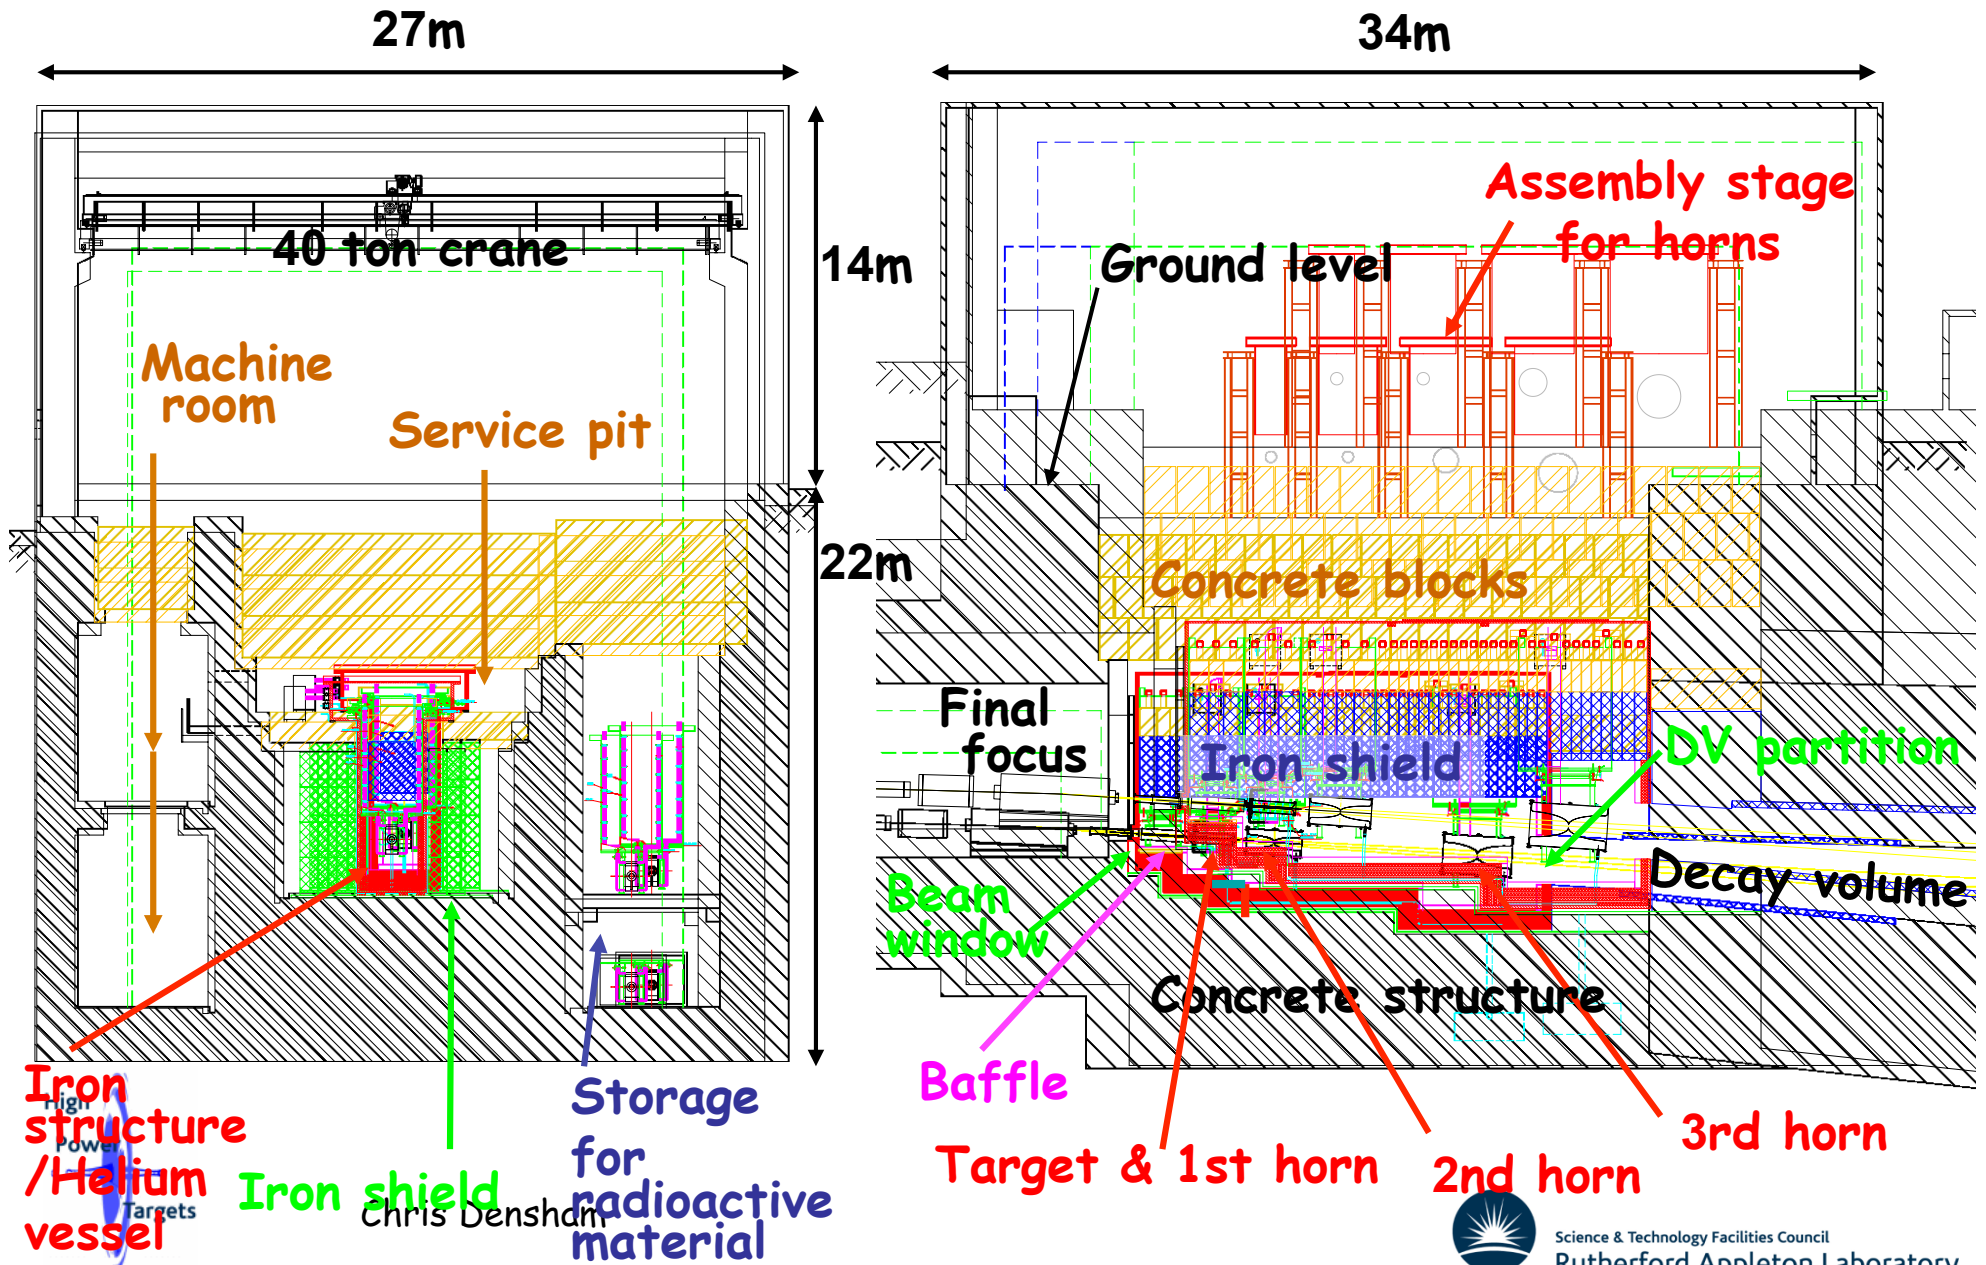 27m
34m
40 ton crane
14m
Assembly stage
for horns
Ground level
Machine
room
Service pit
22m
Concrete blocks
Final
focus
Iron shield
DV partition
Decay volume
Beam
window
Concrete structure
Baffle
Target & 1st horn
2nd horn
3rd horn
Iron
structure
/Helium
vessel
High
Power
Targets
Iron shield
Chris Densham
Storage
for
radioactive
material
Science & Technology Facilities Council
Rutherford Appleton Laboratory